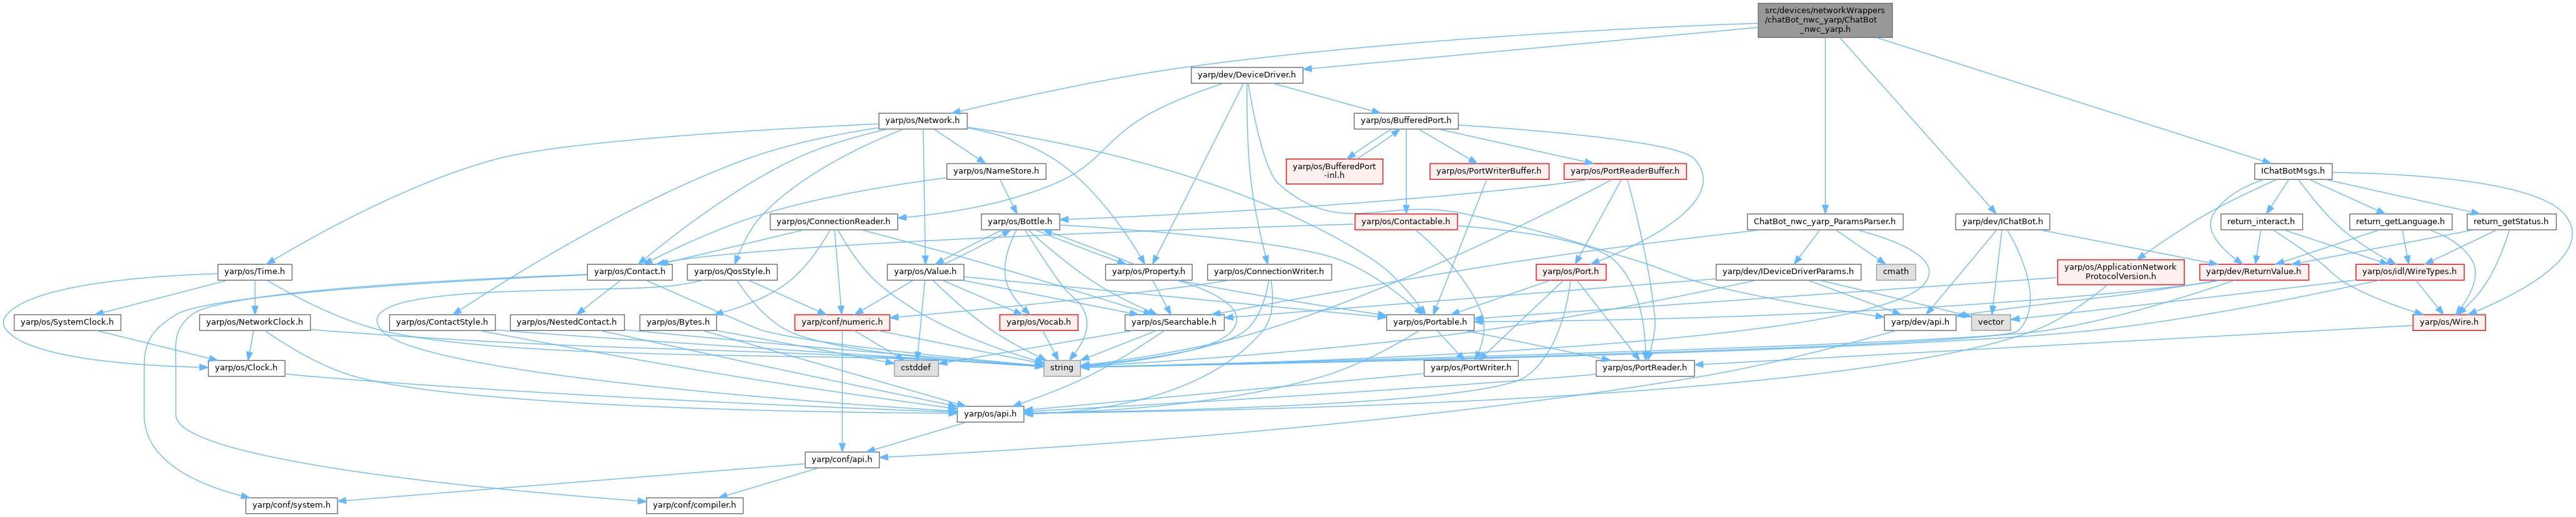 src/devices/networkWrappers
/chatBot_nwc_yarp/ChatBot
_nwc_yarp.h
yarp/dev/DeviceDriver.h
yarp/os/Network.h
yarp/os/BufferedPort.h
yarp/os/NameStore.h
yarp/os/BufferedPort
-inl.h
yarp/os/PortWriterBuffer.h
yarp/os/PortReaderBuffer.h
IChatBotMsgs.h
yarp/os/ConnectionReader.h
yarp/os/Bottle.h
yarp/os/Contactable.h
ChatBot_nwc_yarp_ParamsParser.h
yarp/dev/IChatBot.h
return_interact.h
return_getLanguage.h
return_getStatus.h
yarp/os/Time.h
yarp/os/Contact.h
yarp/os/QosStyle.h
yarp/os/Value.h
yarp/os/Property.h
yarp/os/ConnectionWriter.h
yarp/os/Port.h
yarp/dev/IDeviceDriverParams.h
cmath
yarp/os/ApplicationNetwork
ProtocolVersion.h
yarp/dev/ReturnValue.h
yarp/os/idl/WireTypes.h
yarp/os/SystemClock.h
yarp/os/NetworkClock.h
yarp/os/ContactStyle.h
yarp/os/NestedContact.h
yarp/os/Bytes.h
yarp/conf/numeric.h
yarp/os/Vocab.h
yarp/os/Searchable.h
yarp/os/Portable.h
yarp/dev/api.h
vector
yarp/os/Wire.h
yarp/os/Clock.h
cstddef
string
yarp/os/PortWriter.h
yarp/os/PortReader.h
yarp/os/api.h
yarp/conf/api.h
yarp/conf/system.h
yarp/conf/compiler.h